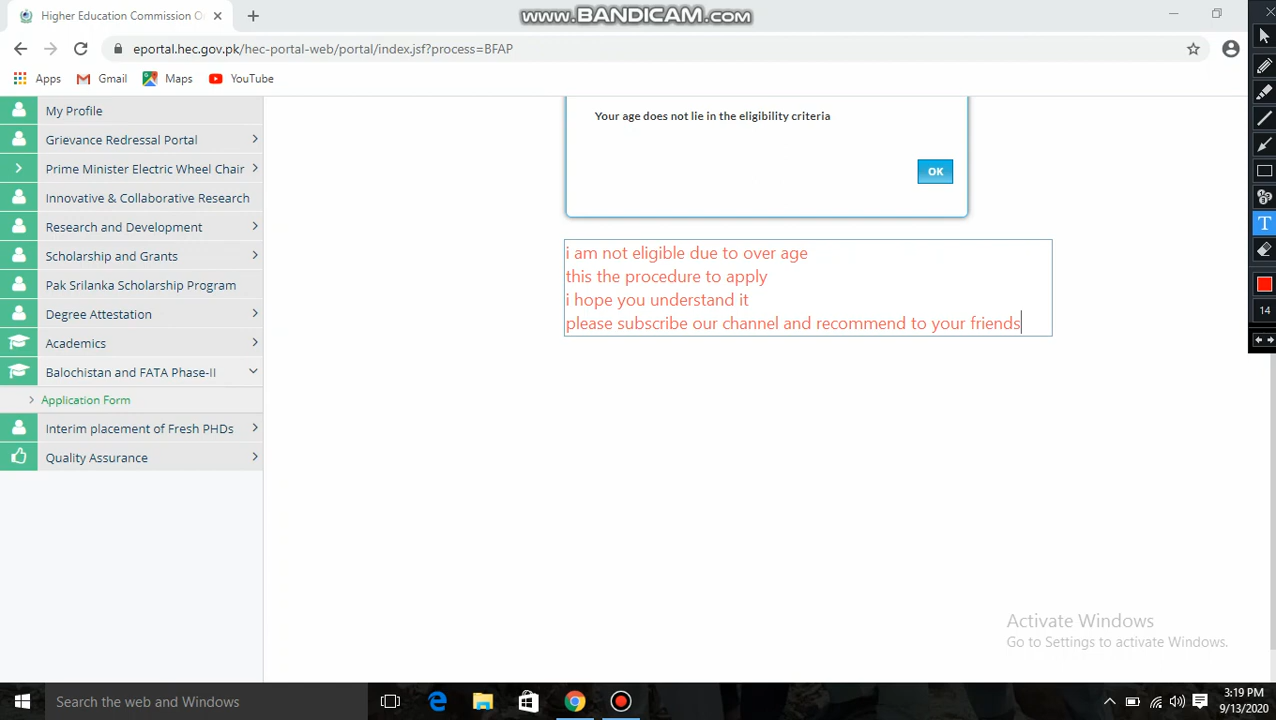 Higher Education Commission O
www.BANDICAM.com
eportal.hec.gov.pk/hec-portal-web/portal/index.jsf?process=BFAP
Apps
Gmail
Maps
YouTube
My Profile
Grievance Redressal Portal
Prime Minister Electric Wheel Chair
Innovative & Collaborative Research
Research and Development
Scholarship and Grants
Pak Srilanka Scholarship Program
Degree Attestation
Academics
Balochistan and FATA Phase-II
Application Form
Interim placement of Fresh PHDs
Quality Assurance
Your age does not lie in the eligibility criteria
OK
i am not eligible due to over age
this the procedure to apply
i hope you understand it
please subscribe our channel and recommend to your friends
T
14
Activate Windows
Go to Settings to activate Windows.
Search the web and Windows
3:19 PM
9/13/2020